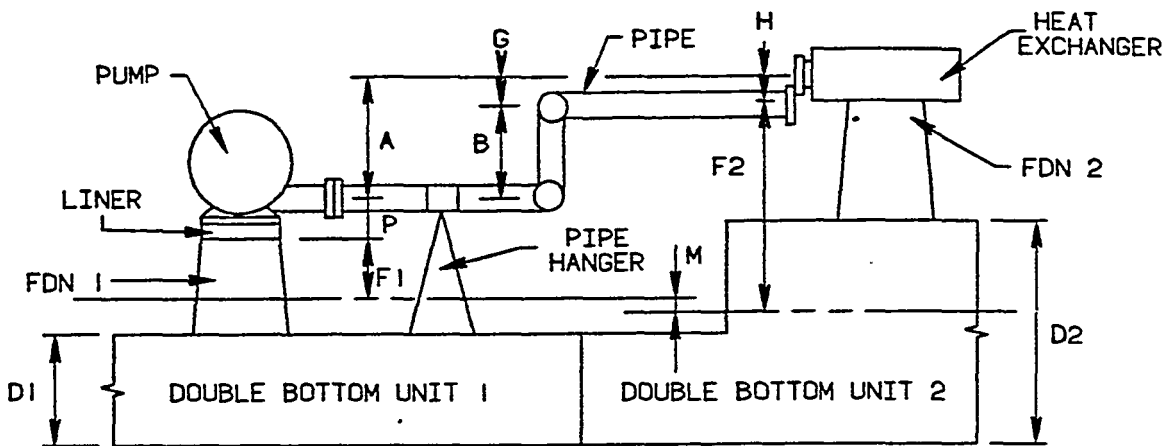 H
HEAT
EXCHANGER
G
PIPE
PUMP
A
B
F2
FDN 2
LINER
P
PIPE
HANGER
M
FDN 1
F1
D2
D1
DOUBLE BOTTOM UNIT 1
DOUBLE BOTTOM UNIT 2